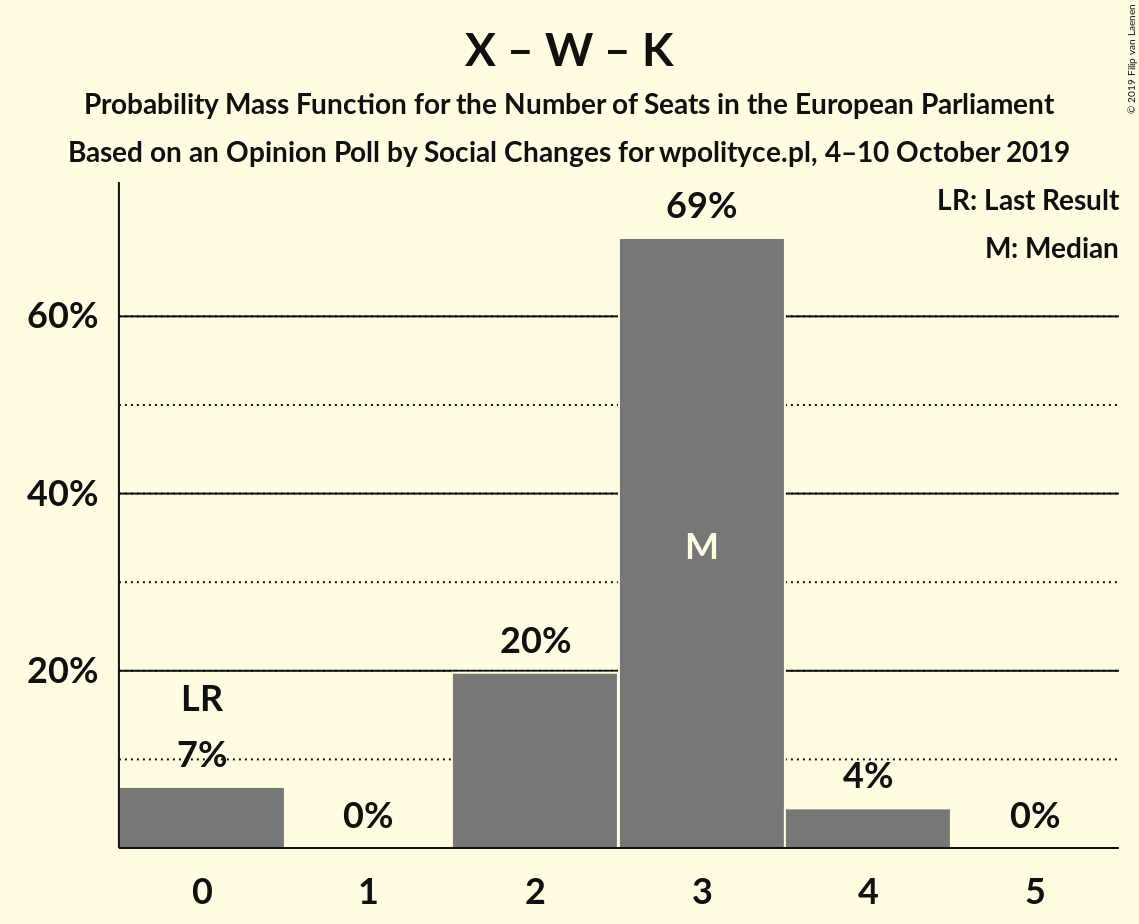 X – W – K
Probability Mass Function for the Number of Seats in the European Parliament
Based on an Opinion Poll by Social Changes for wpolityce.pl, 4–10 October 2019
© 2019 Filip van Laenen
LR: Last Result
M: Median
69%
60%
40%
M
20%
20%
LR
7%
4%
0%
0%
0 1 2 3 4 5